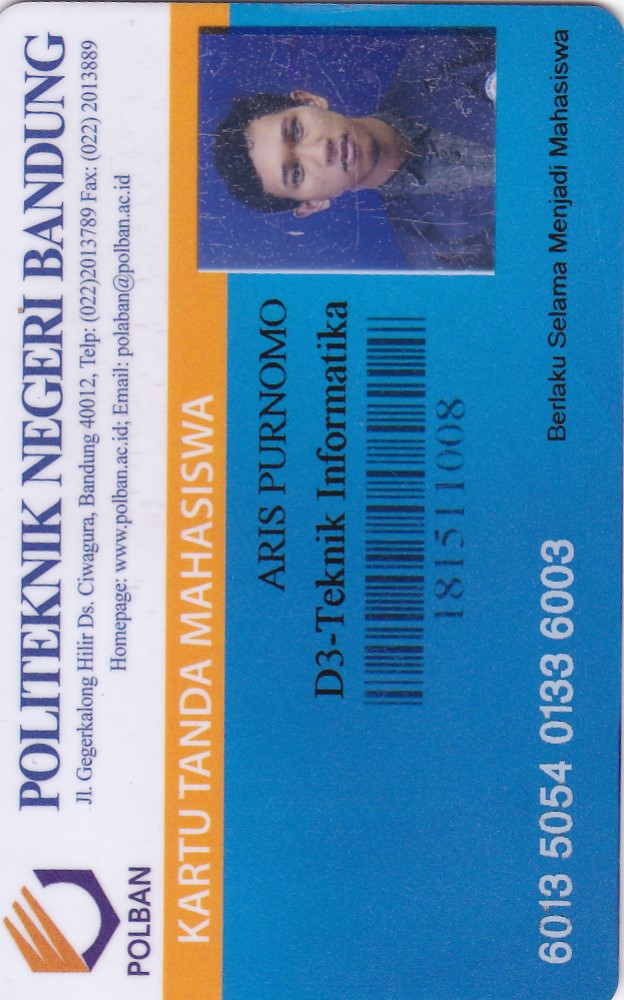 POLITEKNIK NEGERI BANDUNG
Jl. Gegerkalong Hilir Ds. Ciwagura, Bandung 40012, Telp: (022)2013789 Fax: (022) 2013889
Homepage: www.polban.ac.id; Email: polaban@polban.ac.id
POLBAN
KARTU TANDA MAHASISWA
ARIS PURNOMO
D3-Teknik Informatika
181511008
6013 5054 0133 6003
Berlaku Selama Menjadi Mahasiswa